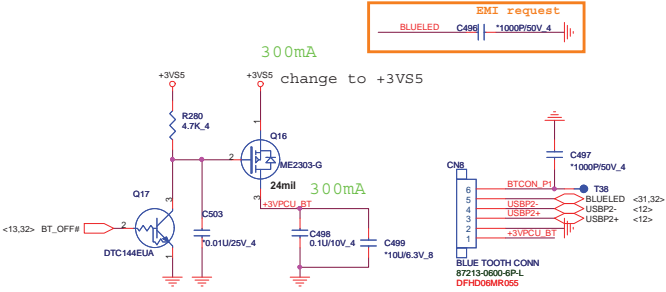 EMI request
BLUELED
C496
*1000P/50V_4
300mA
+3VS5
+3VS5
change to +3VS5
R280
4.7K_4
Q16
1
2
ME2303-G
24mil
3
300mA
+3VPCU_BT
Q17
3
<13,32> BT_OFF#
2
1
DTC144EUA
C503
*0.01U/25V_4
C498
0.1U/10V_4
C499
*10U/6.3V_8
C497
*1000P/50V_4
CN8
6
5
4
3
2
1
BTCON_P1
T38
BLUELED <31,32>
USBP2- USBP2- <12>
USBP2+ USBP2+ <12>
+3VPCU_BT
BLUE TOOTH CONN
87213-0600-6P-L
DFHD06MR055